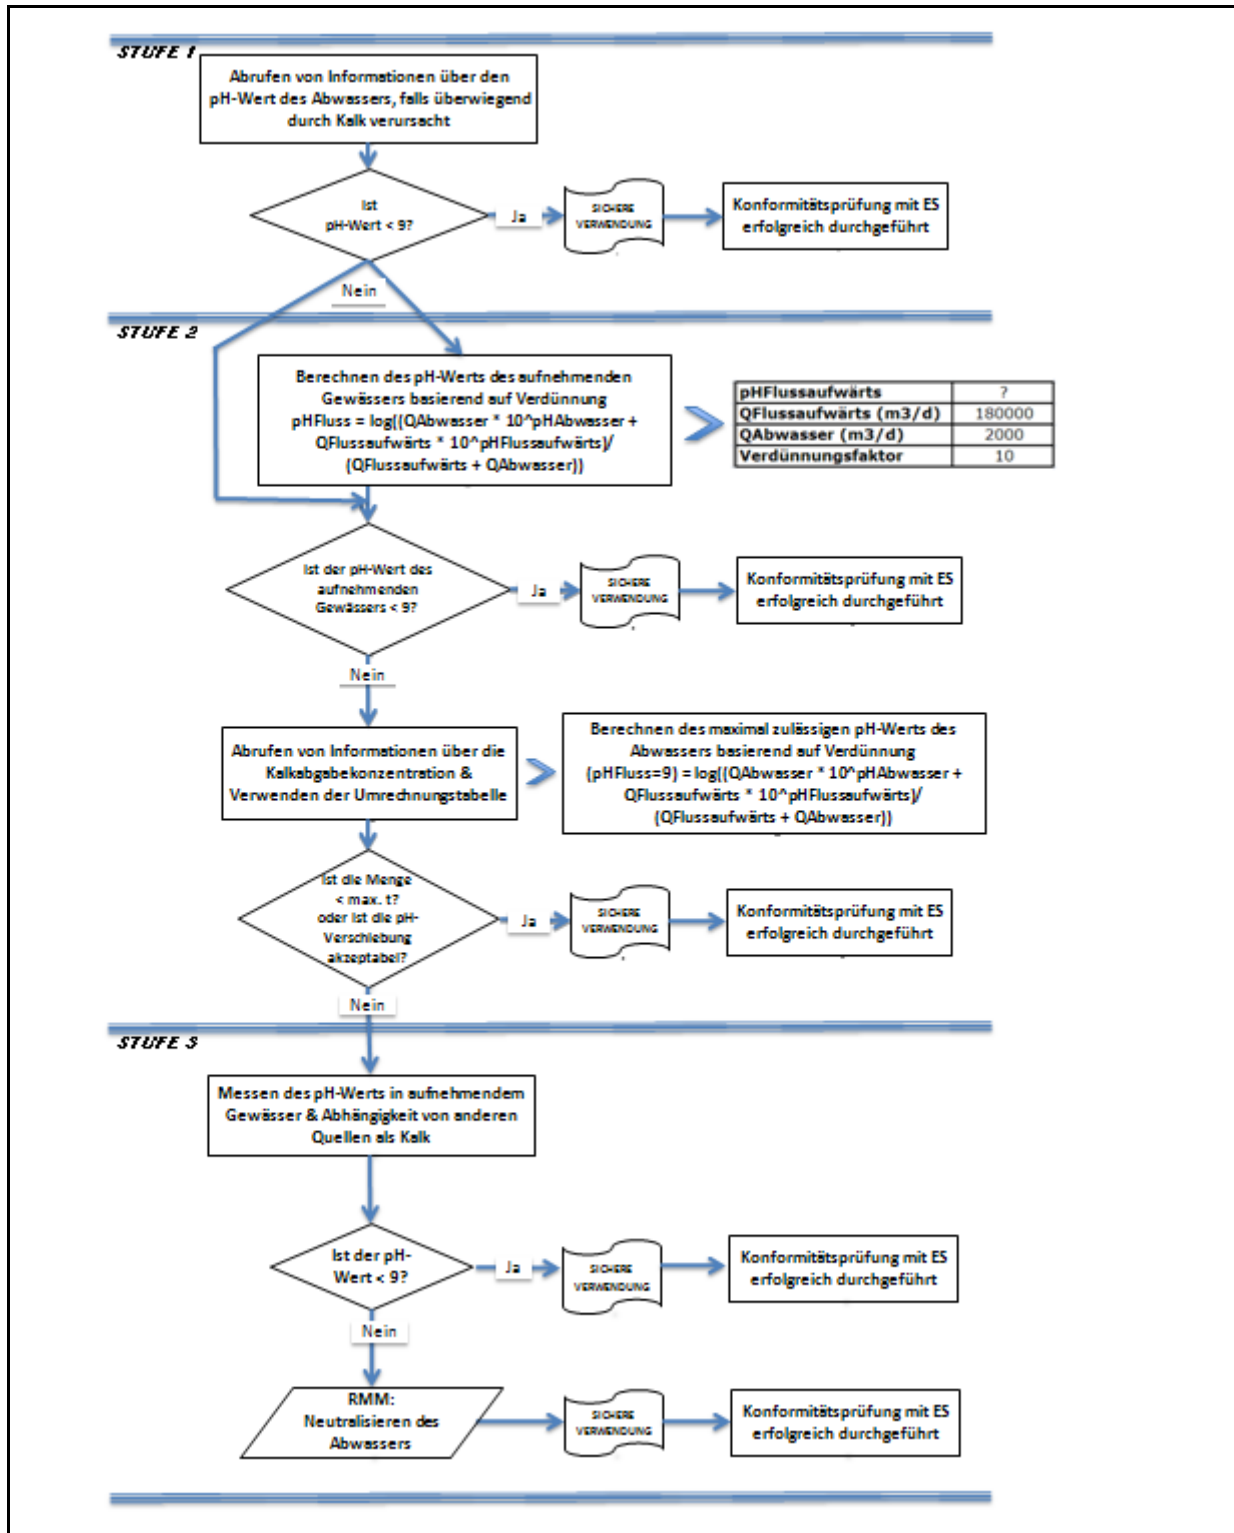 STUFE 1
Abrufen von Informationen über den
pH-Wert des Abwassers, falls überwiegend
durch Kalk verursacht
Ist
pH-Wert < 9?
Ja
SICHERE
VERWENDUNG
Konformitätsprüfung mit ES
erfolgreich durchgeführt
Nein
STUFE 2
Berechnen des pH-Werts des aufnehmenden
Gewässers basierend auf Verdünnung
pHFluss = log((QAbwasser * 10^pHAbwasser +
QFlussaufwärts * 10^pHFlussaufwärts)/
(QFlussaufwärts + QAbwasser))
pHFlussaufwärts ?
QFlussaufwärts (m3/d) 180000
QAbwasser (m3/d) 2000
Verdünnungsfaktor 10
Ist der pH-Wert des
aufnehmenden
Gewässers < 9?
Ja
SICHERE
VERWENDUNG
Konformitätsprüfung mit ES
erfolgreich durchgeführt
Nein
Abrufen von Informationen über die
Kalkabgabekonzentration &
Verwenden der Umrechnungstabelle
Berechnen des maximal zulässigen pH-Werts des
Abwassers basierend auf Verdünnung
(pHFluss=9) = log((QAbwasser * 10^pHAbwasser +
QFlussaufwärts * 10^pHFlussaufwärts)/
(QFlussaufwärts + QAbwasser))
Ist die Menge
< max. t?
oder ist die pH-
Verschiebung
akzeptabel?
Ja
SICHERE
VERWENDUNG
Konformitätsprüfung mit ES
erfolgreich durchgeführt
Nein
STUFE 3
Messen des pH-Werts in aufnehmendem
Gewässer & Abhängigkeit von anderen
Quellen als Kalk
Ist der pH-
Wert < 9?
Ja
SICHERE
VERWENDUNG
Konformitätsprüfung mit ES
erfolgreich durchgeführt
Nein
RMM:
Neutralisieren des
Abwassers
SICHERE
VERWENDUNG
Konformitätsprüfung mit ES
erfolgreich durchgeführt